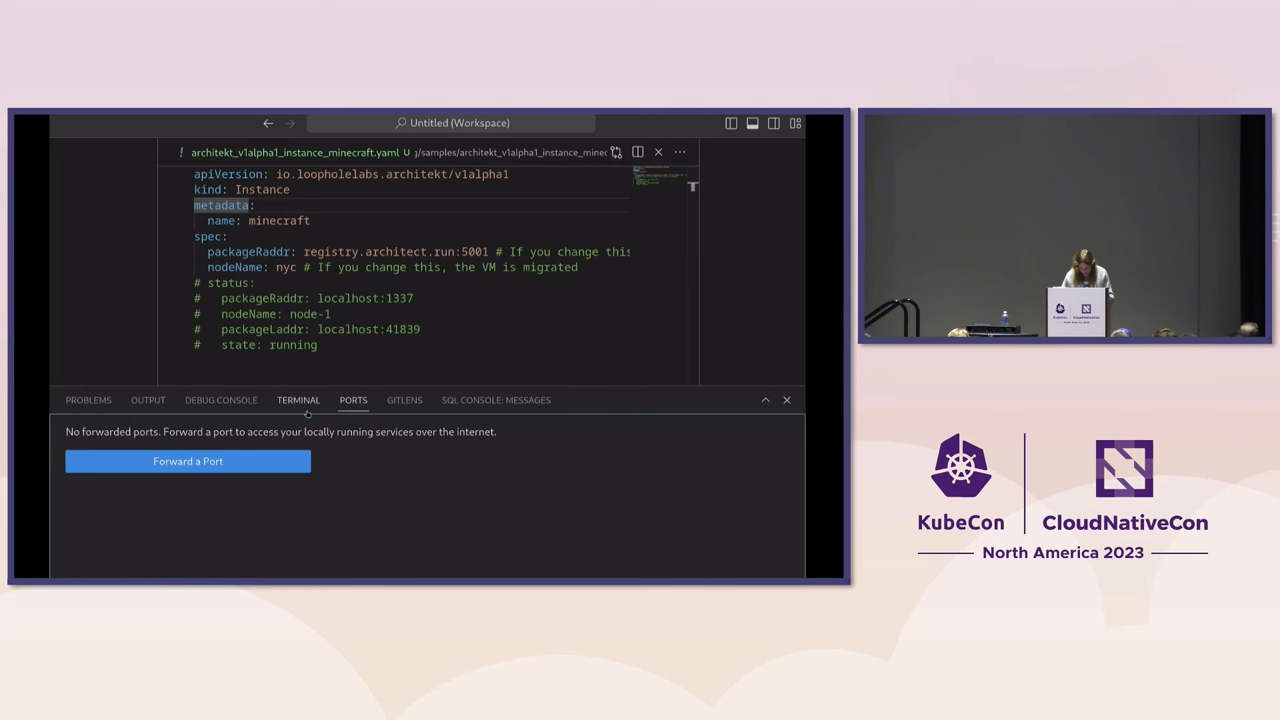 Untitled (Workspace)
! architekt_v1alpha1_instance_minecraft.yaml U
apiVersion: io.loopholelabs.architekt/v1alpha1
kind: Instance
metadata:
name: minecraft
spec:
packageRaddr: registry.architect.run:5001 # If you change this
nodeName: nyc # If you change this, the VM is migrated
# status:
# packageRaddr: localhost:1337
# nodeName: node-1
# packageLaddr: localhost:41839
# state: running
PROBLEMS OUTPUT DEBUG CONSOLE TERMINAL PORTS GITLENS SQL CONSOLE: MESSAGES
No forwarded ports. Forward a port to access your locally running services over the internet.
Forward a Port
KubeCon CloudNativeCon
North America 2023